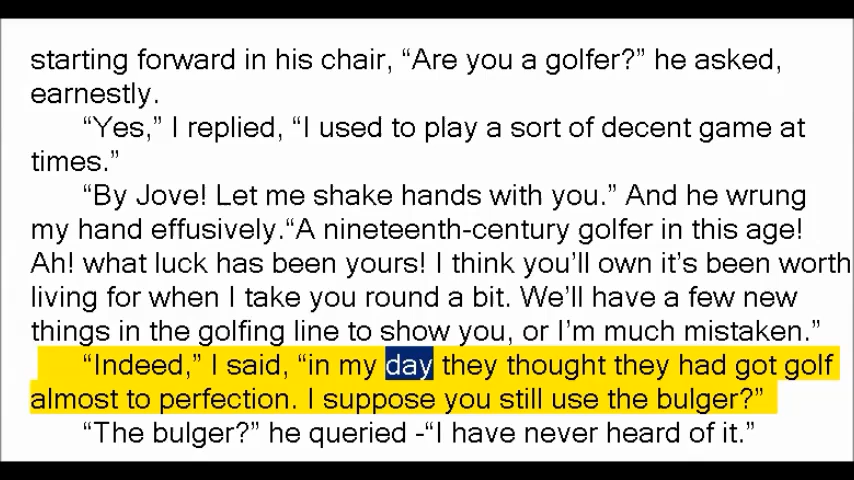 starting forward in his chair, “Are you a golfer?” he asked,
earnestly.
“Yes,” I replied, “I used to play a sort of decent game at
times.”
“By Jove! Let me shake hands with you.” And he wrung
my hand effusively.“A nineteenth-century golfer in this age!
Ah! what luck has been yours! I think you’ll own it’s been worth
living for when I take you round a bit. We’ll have a few new
things in the golfing line to show you, or I’m much mistaken.”
“Indeed,” I said, “in my day they thought they had got golf
almost to perfection. I suppose you still use the bulger?”
“The bulger?” he queried -“I have never heard of it.”